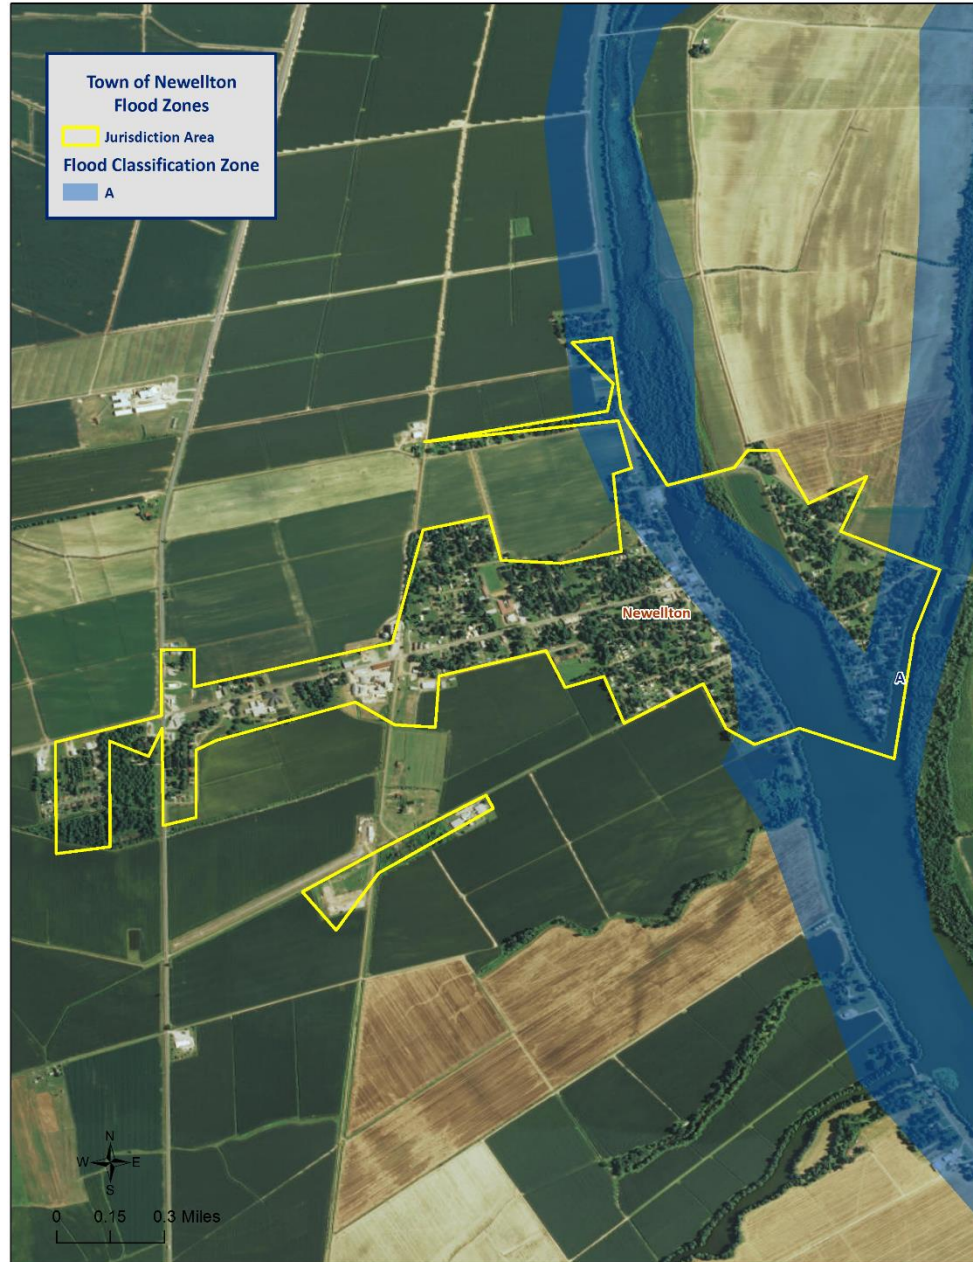 Town of Newellton
Flood Zones
Jurisdiction Area
Flood Classification Zone
A
Newellton
A
N
W E
S
0 0.15 0.3 Miles